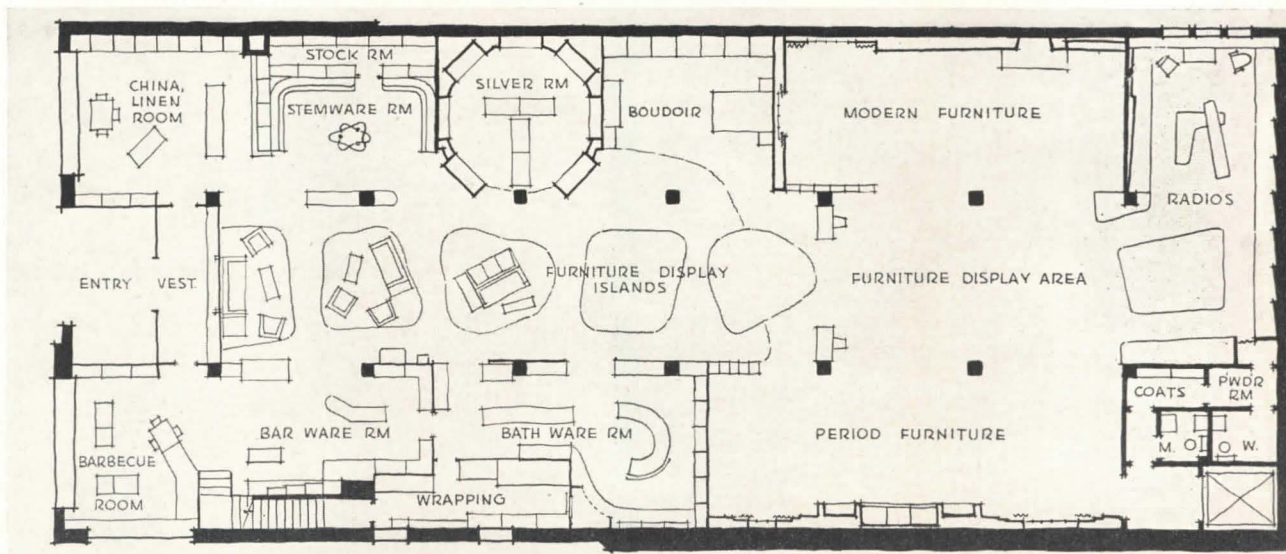 STOCK RM
CHINA,
LINEN
ROOM
STEMWARE RM
SILVER RM
BOUDOIR
MODERN FURNITURE
RADIOS
ENTRY VEST.
FURNITURE DISPLAY
ISLANDS
FURNITURE DISPLAY AREA
COATS
PWDR
RM
BAR WARE RM
BATH WARE RM
PERIOD FURNITURE
M.
W.
BARBECUE
ROOM
WRAPPING